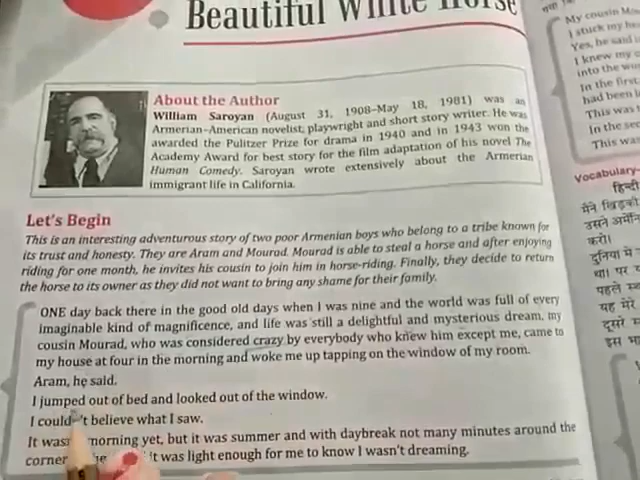 Beautiful White Horse
About the Author
William Saroyan (August 31, 1908–May 18, 1981) was an
Armerian–American novelist, playwright and short story writer. He was
awarded the Pulitzer Prize for drama in 1940 and in 1943 won the
Academy Award for best story for the film adaptation of his novel The
Human Comedy. Saroyan wrote extensively about the Armerian
immigrant life in California.
Let's Begin
This is an interesting adventurous story of two poor Armenian boys who belong to a tribe known for
its trust and honesty. They are Aram and Mourad. Mourad is able to steal a horse and after enjoying
riding for one month, he invites his cousin to join him in horse-riding. Finally, they decide to return
the horse to its owner as they did not want to bring any shame for their family.
ONE day back there in the good old days when I was nine and the world was full of every
imaginable kind of magnificence, and life was still a delightful and mysterious dream, my
cousin Mourad, who was considered crazy by everybody who knew him except me, came to
my house at four in the morning and woke me up tapping on the window of my room.
Aram, he said.
I jumped out of bed and looked out of the window.
I couldn't believe what I saw.
It wasn't morning yet, but it was summer and with daybreak not many minutes around the
corner it was light enough for me to know I wasn't dreaming.
My cousin
I stuck my
Yes, he said
I knew my
into the
In the first
had been
This was
In the
This was
Vocabulary
हिन्दी
मैंने खिड़की
उसने
करो।
दुनिया में
था। पर
पहले
यह मेरे
दूसरे
इस